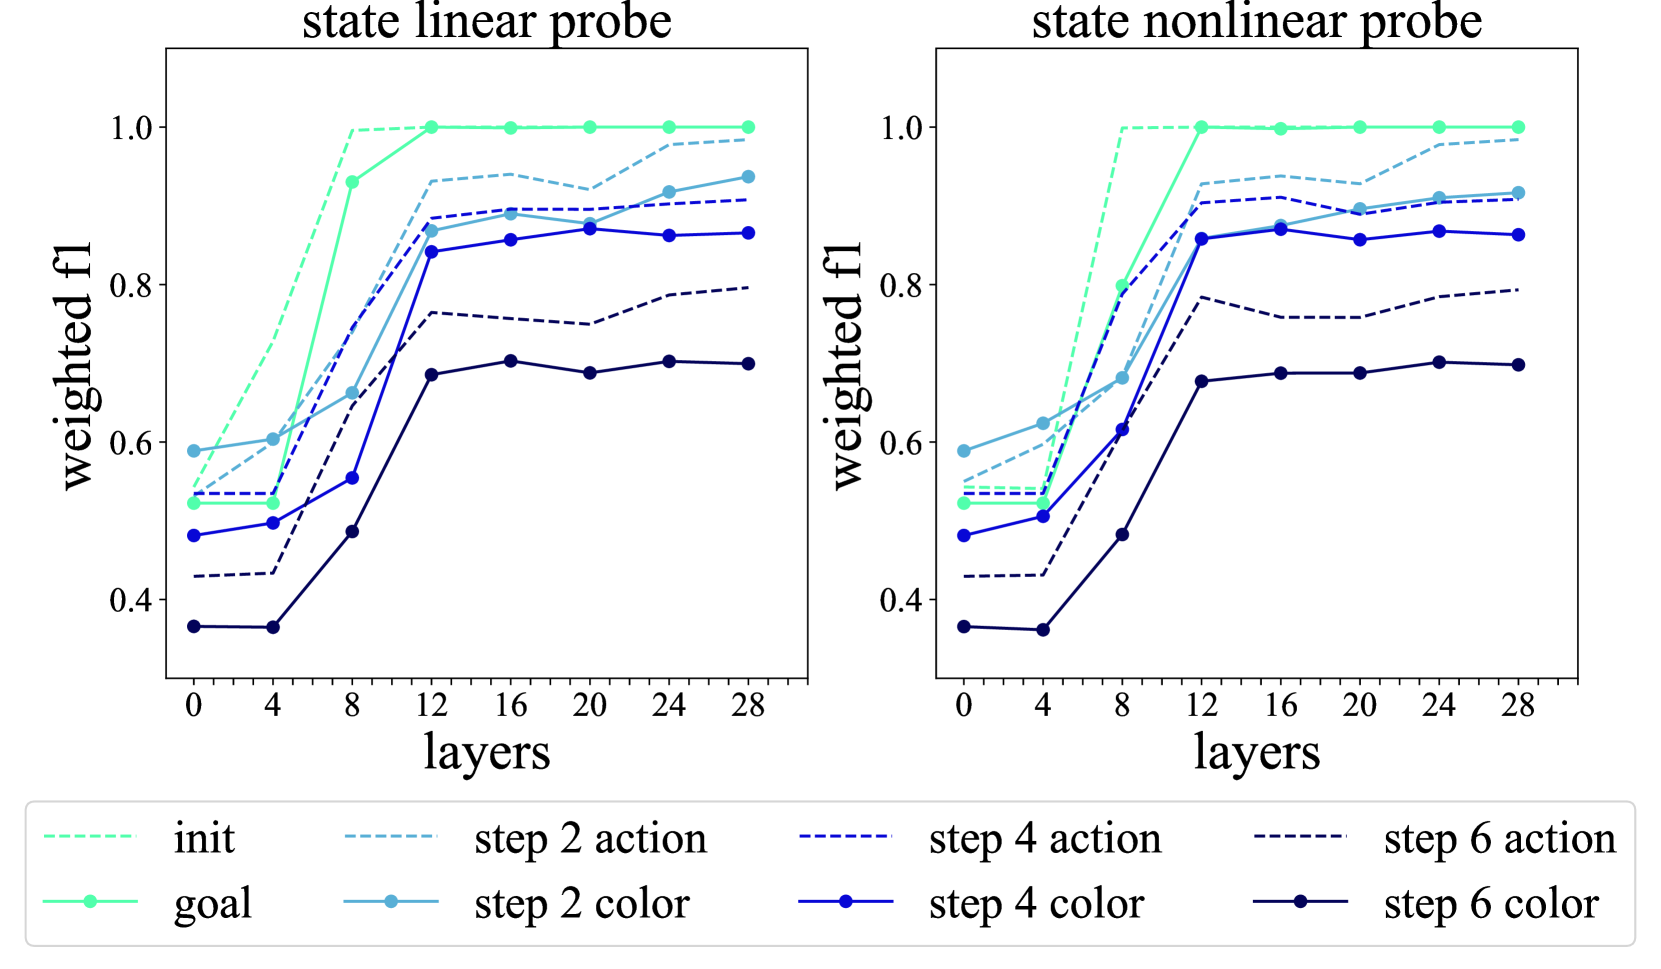 state linear probe
state nonlinear probe
weighted f1
1.0
0.8
0.6
0.4
0 4 8 12 16 20 24 28
layers
weighted f1
1.0
0.8
0.6
0.4
0 4 8 12 16 20 24 28
layers
init
step 2 action
step 4 action
step 6 action
goal
step 2 color
step 4 color
step 6 color